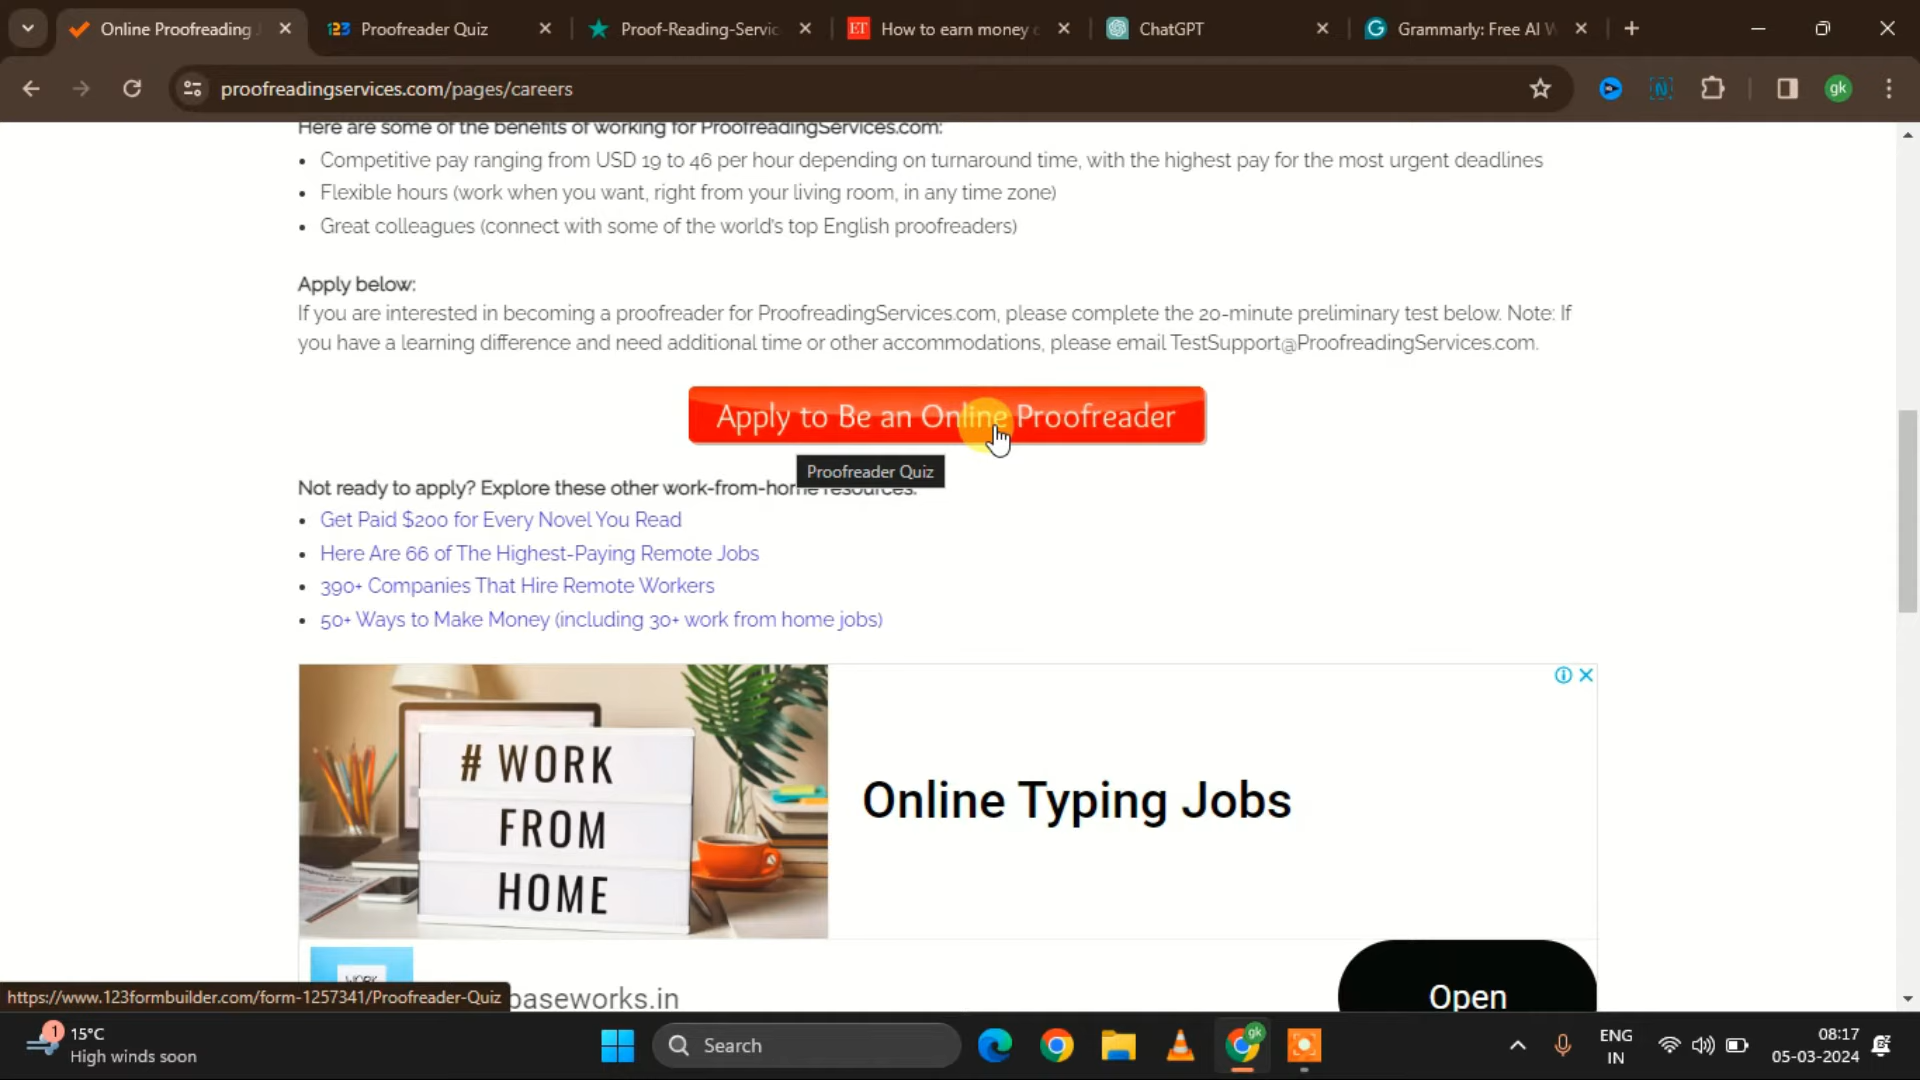 Online Proofreading J
Proofreader Quiz
Proof-Reading-Servic
ET
How to earn money o
ChatGPT
Grammarly: Free AI W
proofreadingservices.com/pages/careers
gk
Here are some of the benefits of working for ProofreadingServices.com:
• Competitive pay ranging from USD 19 to 46 per hour depending on turnaround time, with the highest pay for the most urgent deadlines
• Flexible hours (work when you want, right from your living room, in any time zone)
• Great colleagues (connect with some of the world's top English proofreaders)
Apply below:
If you are interested in becoming a proofreader for ProofreadingServices.com, please complete the 20-minute preliminary test below. Note: If
you have a learning difference and need additional time or other accommodations, please email TestSupport@ProofreadingServices.com.
Apply to Be an Online Proofreader
Proofreader Quiz
Not ready to apply? Explore these other work-from-home resources:
• Get Paid $200 for Every Novel You Read
• Here Are 66 of The Highest-Paying Remote Jobs
• 390+ Companies That Hire Remote Workers
• 50+ Ways to Make Money (including 30+ work from home jobs)
# WORK
FROM
HOME
Online Typing Jobs
WORK
baseworks.in
Open
https://www.123formbuilder.com/form-1257341/Proofreader-Quiz
1
15°C
High winds soon
Search
gk
ENG
IN
08:17
05-03-2024